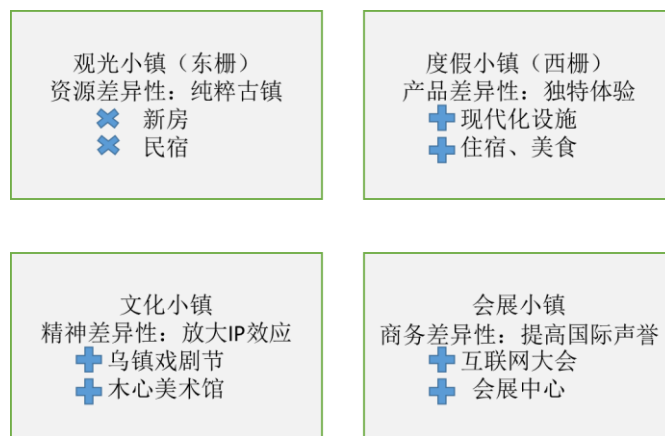 观光小镇（东栅）
资源差异性：纯粹古镇
新房
民宿
度假小镇（西栅）
产品差异性：独特体验
现代化设施
住宿、美食
文化小镇
精神差异性：放大IP效应
乌镇戏剧节
木心美术馆
会展小镇
商务差异性：提高国际声誉
互联网大会
会展中心